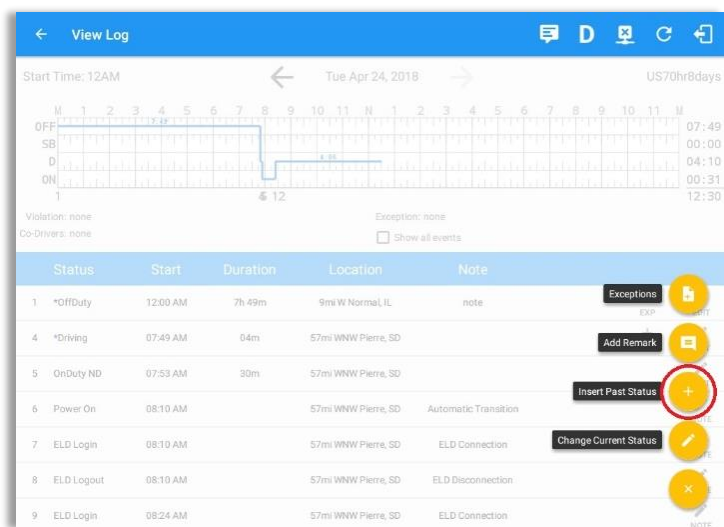 View Log
D
Start Time: 12AM
Tue Apr 24, 2018
US70hr8days
M 1 2 3 4 5 6 7 8 9 10 11 N 1 2 3 4 5 6 7 8 9 10 11 M
OFF 7:49 07:49
SB 00:00
D 4:05 04:10
ON 00:31
1 12 12:30
Violation: none
Exception: none
Co-Drivers: none
Show all events
Status Start Duration Location Note
1 *OffDuty 12:00 AM 7h 49m 9mi W Normal, IL note
Exceptions
EXP EDIT
4 *Driving 07:49 AM 04m 57mi WNW Pierre, SD
Add Remark
5 OnDuty ND 07:53 AM 30m 57mi WNW Pierre, SD
Insert Past Status
6 Power On 08:10 AM 57mi WNW Pierre, SD Automatic Transition
Change Current Status
7 ELD Login 08:10 AM 57mi WNW Pierre, SD ELD Connection
8 ELD Logout 08:10 AM 57mi WNW Pierre, SD ELD Disconnection
9 ELD Login 08:24 AM 57mi WNW Pierre, SD ELD Connection
NOTE